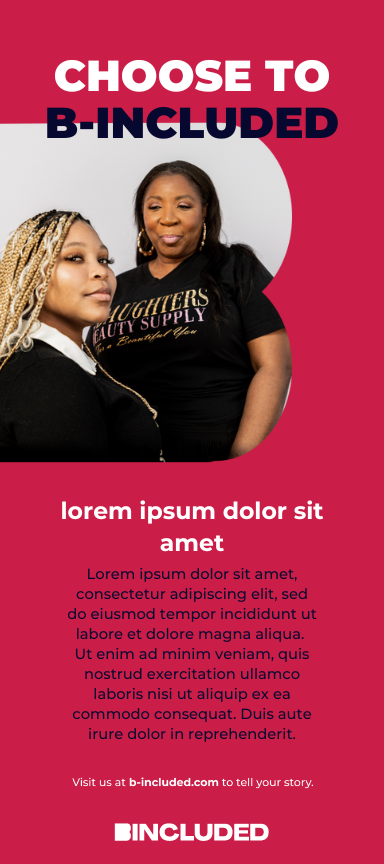 CHOOSE TO
B-INCLUDED
DAUGHTERS
BEAUTY SUPPLY
for a Beautiful You
lorem ipsum dolor sit
amet
Lorem ipsum dolor sit amet,
consectetur adipiscing elit, sed
do eiusmod tempor incididunt ut
labore et dolore magna aliqua.
Ut enim ad minim veniam, quis
nostrud exercitation ullamco
laboris nisi ut aliquip ex ea
commodo consequat. Duis aute
irure dolor in reprehenderit.
Visit us at b-included.com to tell your story.
BINCLUDED